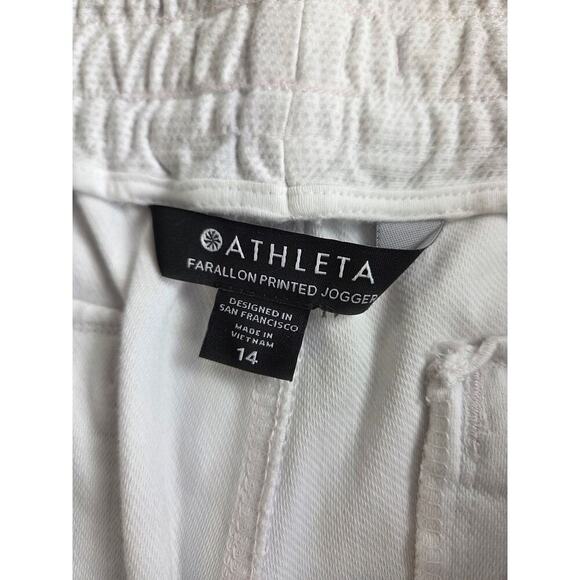 ATHLETA
FARALLON PRINTED JOGGER
DESIGNED IN
SAN FRANCISCO
MADE IN
VIETNAM
14